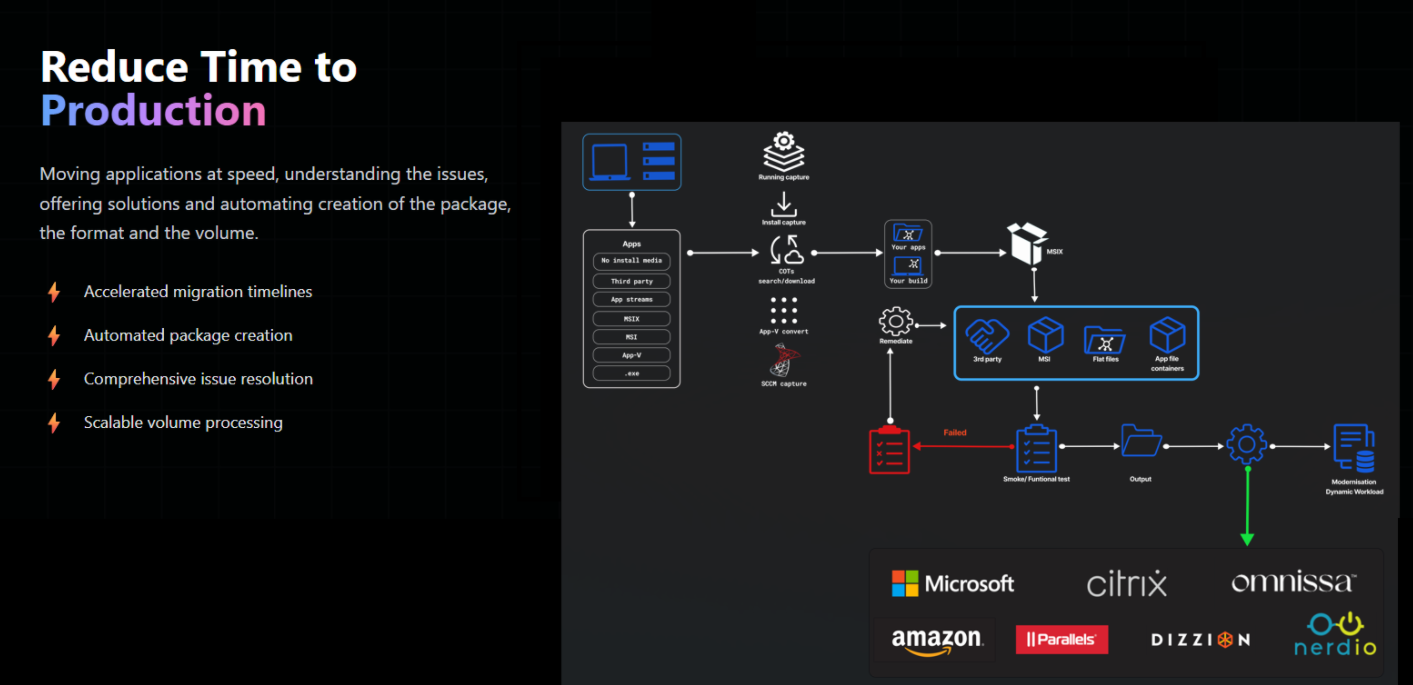 Reduce Time to
Production
Moving applications at speed, understanding the issues,
offering solutions and automating creation of the package,
the format and the volume.
Accelerated migration timelines
Automated package creation
Comprehensive issue resolution
Scalable volume processing
Apps
No install media
Third party
App streams
MSIX
MSI
App-V
.exe
Running capture
Install capture
COTs
search/download
App-V convert
SCCM capture
Your apps
Your build
MSIX
Remediate
3rd party
MSI
Flat files
App file
containers
Failed
Smoke/ Funtional test
Output
Modernisation
Dynamic Workload
Microsoft
citrix
omnissa™
amazon
Parallels®
DIZZION
nerdio